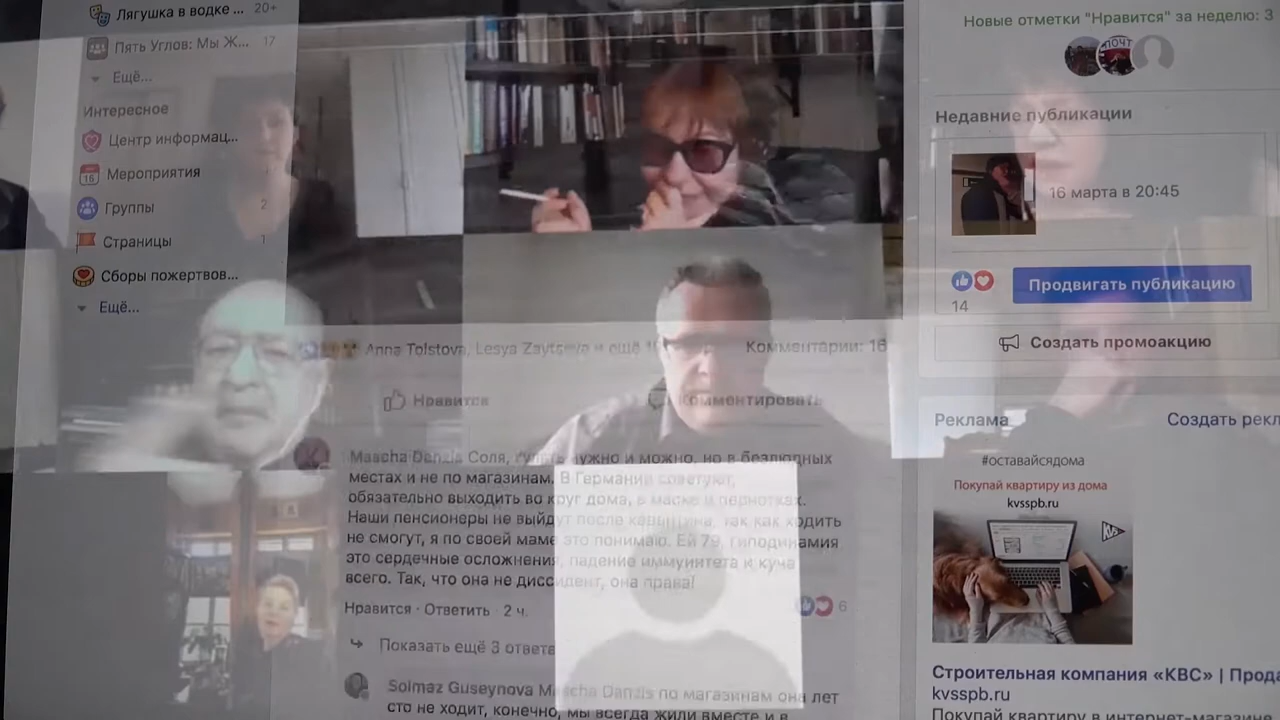 Лягушка в водке ... 20+
Пять Углов: Мы Ж... 17
Ещё...
Интересное
Центр информац...
Мероприятия 1
Группы 2
Страницы 1
Сборы пожертвов...
Ещё...
Anna Tolstova, Lesya Zaytseva и ещё
Комментарии: 16
Нравится
Комментировать
Mascha Danzis Соля, гулять нужно и можно, но в безлюдных
местах и не по магазинам. В Германии советуют,
обязательно выходить во круг дома, в маске и перчотках.
Наши пенсионеры не выйдут после карантина, так как ходить
не смогут, я по своей маме это понимаю. Ей 79, гиподинамия
это сердечные осложнения, падение иммунитета и куча
всего. Так, что она не диссидент, она права!
Нравится · Ответить · 2 ч.
6
Показать ещё 3 ответа
Solmaz Guseynova Mascha Danzis по магазинам она лет
сто не ходит, конечно, мы всегда жили вместе и в
Новые отметки "Нравится" за неделю: 3
ПОЧТ
Недавние публикации
16 марта в 20:45
14
Продвигать публикацию
Создать промоакцию
Реклама
Создать рекл
#оставайсядома
Покупай квартиру из дома
kvsspb.ru
Строительная компания «КВС» | Прода
kvsspb.ru
Покупай квартиру в интернет-магазине